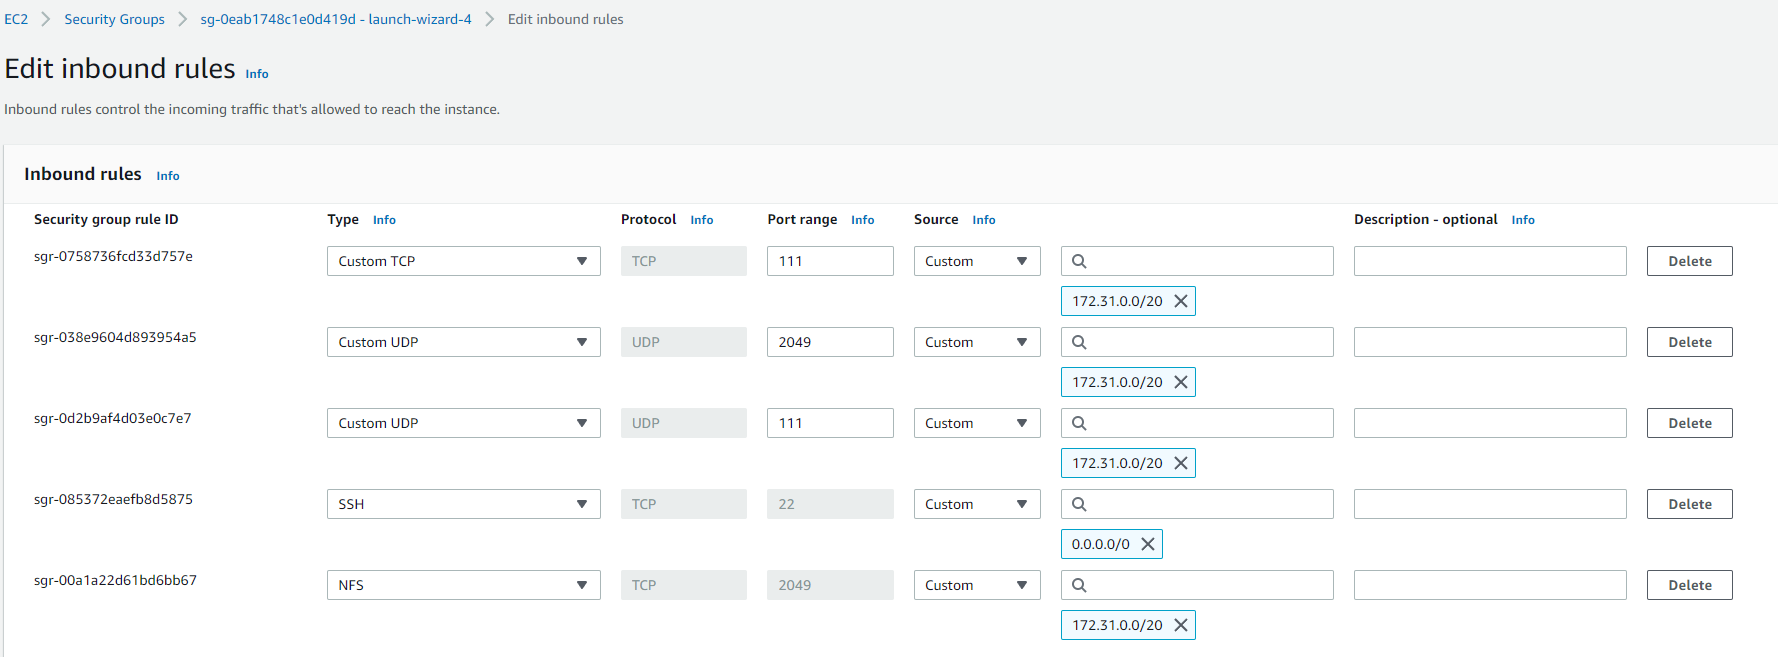 EC2 > Security Groups > sg-0eab1748c1e0d419d - launch-wizard-4 > Edit inbound rules
Edit inbound rules Info
Inbound rules control the incoming traffic that's allowed to reach the instance.
Inbound rules Info
Security group rule ID Type Info Protocol Info Port range Info Source Info Description - optional Info
sgr-0758736fcd33d757e Custom TCP TCP 111 Custom Delete
172.31.0.0/20
sgr-038e9604d893954a5 Custom UDP UDP 2049 Custom Delete
172.31.0.0/20
sgr-0d2b9af4d03e0c7e7 Custom UDP UDP 111 Custom Delete
172.31.0.0/20
sgr-085372eaefb8d5875 SSH TCP 22 Custom Delete
0.0.0.0/0
sgr-00a1a22d61bd6bb67 NFS TCP 2049 Custom Delete
172.31.0.0/20